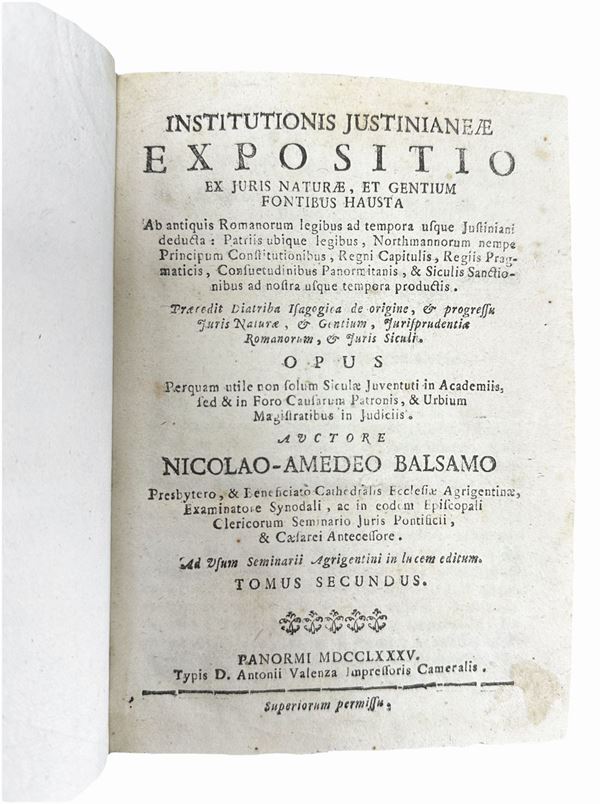 INSTITUTIONIS JUSTINIANEÆ
EXPOSITIO
EX JURIS NATURÆ, ET GENTIUM
FONTIBUS HAUSTA
Ab antiquis Romanorum legibus ad tempora uſque Juſtiniani
deducta: Patriis ubique legibus, Northmannorum nempe
Principum Conſtitutionibus, Regni Capitulis, Regiis Prag-
maticis, Conſuetudinibus Panormitanis, & Siculis Sanctio-
nibus ad noſtra uſque tempora productis.
Præcedit Diatriba Iſagogica de origine, & progreſſu
Juris Naturæ, & Gentium, Juriſprudentiæ
Romanorum, & Juris Siculi.
OPUS
Perquam utile non ſolum Siculæ Juventuti in Academiis,
ſed & in Foro Cauſarum Patronis, & Urbium
Magiſtratibus in Judiciis.
AVCTORE
NICOLAO-AMEDEO BALSAMO
Presbytero, & Beneficiato Cathedralis Eccleſiæ Agrigentinæ,
Examinatore Synodali, ac in eodem Epiſcopali
Clericorum Seminario Juris Pontificii,
& Cæſarei Anteceſſore.
Ad Uſum Seminarii Agrigentini in lucem editum.
TOMUS SECUNDUS.
PANORMI MDCCLXXXV.
Typis D. Antonii Valenza Impreſſoris Cameralis.
Superiorum permiſſu,